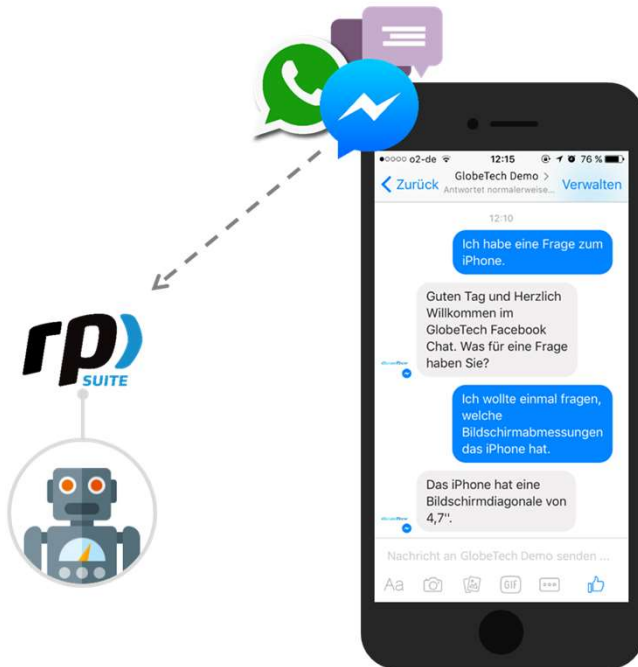 o2-de 12:15 76 %
Zurück GlobeTech Demo > Verwalten
Antwortet normalerweise...
12:10
Ich habe eine Frage zum
iPhone.
Guten Tag und Herzlich
Willkommen im
GlobeTech Facebook
Chat. Was für eine Frage
haben Sie?
Ich wollte einmal fragen,
welche
Bildschirmabmessungen
das iPhone hat.
Das iPhone hat eine
Bildschirmdiagonale von
4,7".
Nachricht an GlobeTech Demo senden ...
Aa GIF
rp)
SUITE